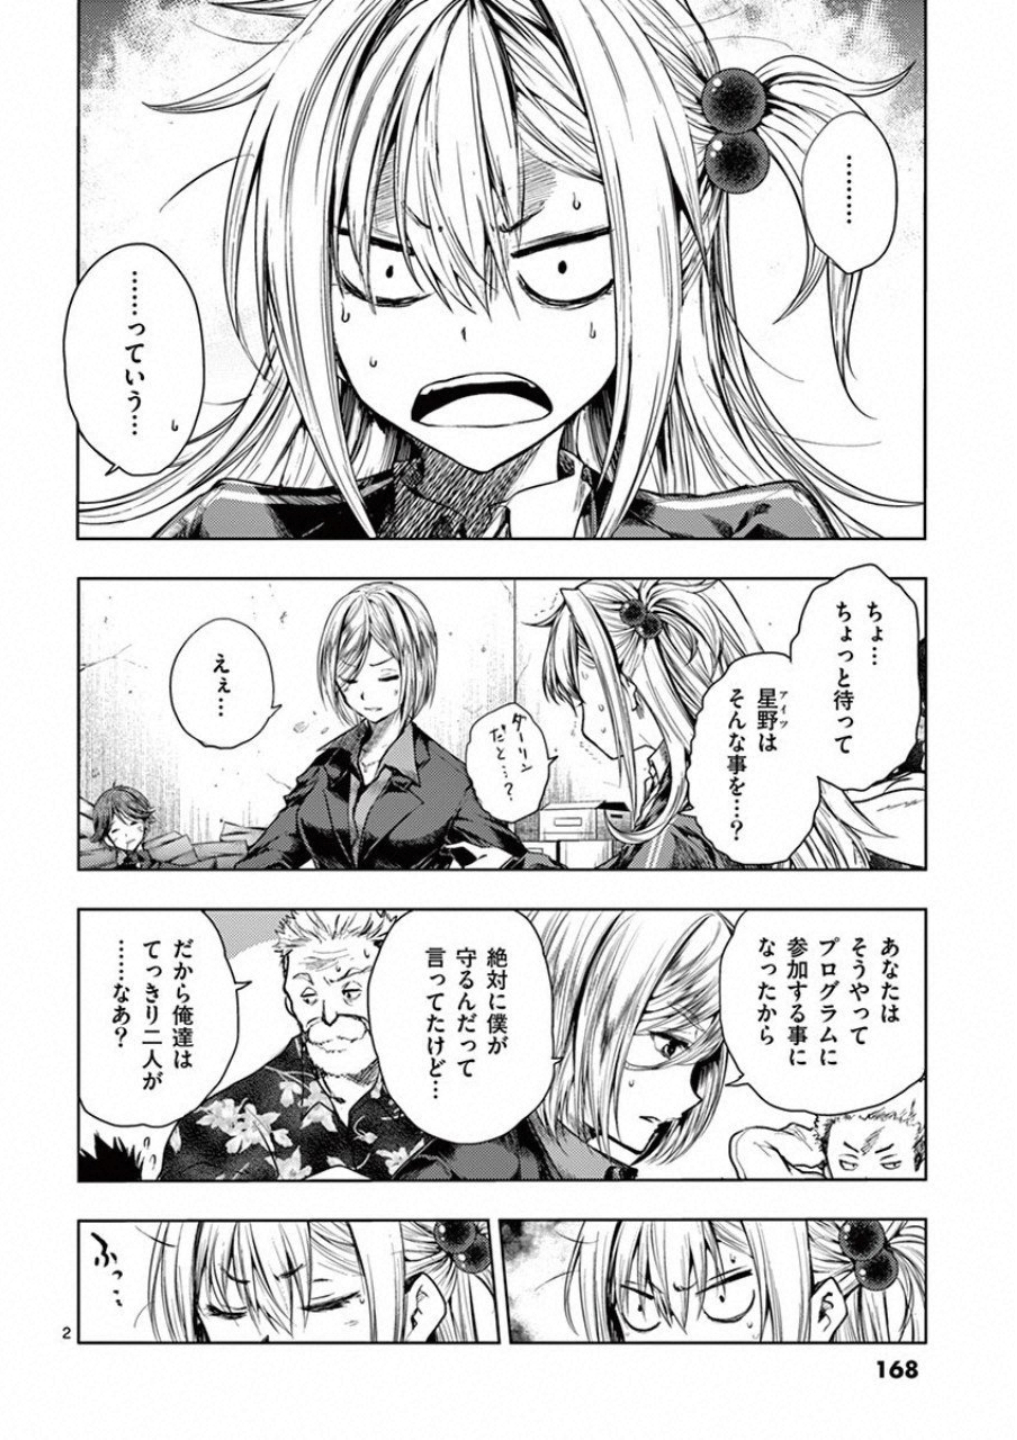 ………
……っていう…
ちょ…
ちょっと待って
星野は
アイツ
そんな事を…?
ダーリン
だと…?
えぇ…
あなたは
そうやって
プログラムに
参加する事に
なったから
絶対に僕が
守るんだって
言ってたけど…
だから俺達は
てっきり二人が
……なあ?
ふっ…
2
168